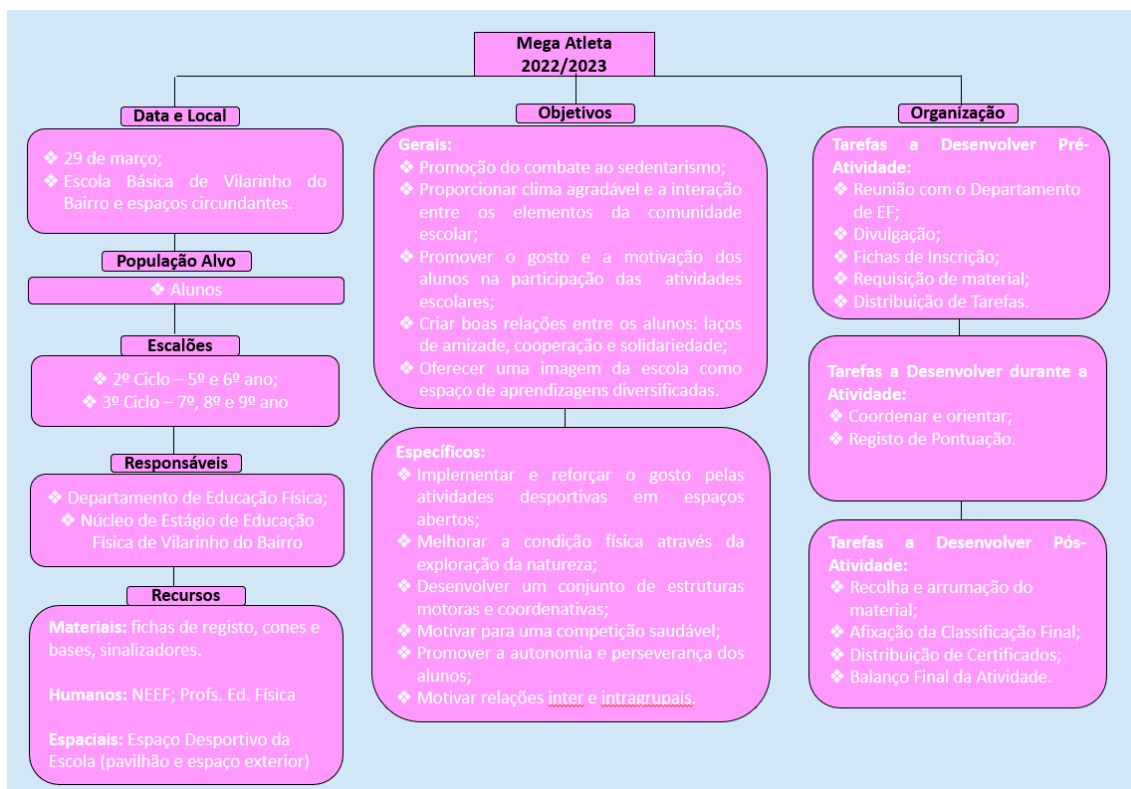 Mega Atleta
2022/2023
Data e Local
❖ 29 de março;
❖ Escola Básica de Vilarinho do
Bairro e espaços circundantes.
População Alvo
❖ Alunos
Escalões
❖ 2º Ciclo – 5º e 6º ano;
❖ 3º Ciclo – 7º, 8º e 9º ano
Responsáveis
❖ Departamento de Educação Física;
❖ Núcleo de Estágio de Educação
Física de Vilarinho do Bairro
Recursos
Materiais: fichas de registo, cones e
bases, sinalizadores.
Humanos: NEEF; Profs. Ed. Física
Espaciais: Espaço Desportivo da
Escola (pavilhão e espaço exterior)
Objetivos
Gerais:
❖ Promoção do combate ao sedentarismo;
❖ Proporcionar clima agradável e a interação
entre os elementos da comunidade
escolar;
❖ Promover o gosto e a motivação dos
alunos na participação das atividades
escolares;
❖ Criar boas relações entre os alunos: laços
de amizade, cooperação e solidariedade;
❖ Oferecer uma imagem da escola como
espaço de aprendizagens diversificadas.
Específicos:
❖ Implementar e reforçar o gosto pelas
atividades desportivas em espaços
abertos;
❖ Melhorar a condição física através da
exploração da natureza;
❖ Desenvolver um conjunto de estruturas
motoras e coordenativas;
❖ Motivar para uma competição saudável;
❖ Promover a autonomia e perseverança dos
alunos;
❖ Motivar relações inter e intragrupais.
Organização
Tarefas a Desenvolver Pré-
Atividade:
❖ Reunião com o Departamento
de EF;
❖ Divulgação;
❖ Fichas de Inscrição;
❖ Requisição de material;
❖ Distribuição de Tarefas.
Tarefas a Desenvolver durante a
Atividade:
❖ Coordenar e orientar;
❖ Registo de Pontuação.
Tarefas a Desenvolver Pós-
Atividade:
❖ Recolha e arrumação do
material;
❖ Afixação da Classificação Final;
❖ Distribuição de Certificados;
❖ Balanço Final da Atividade.